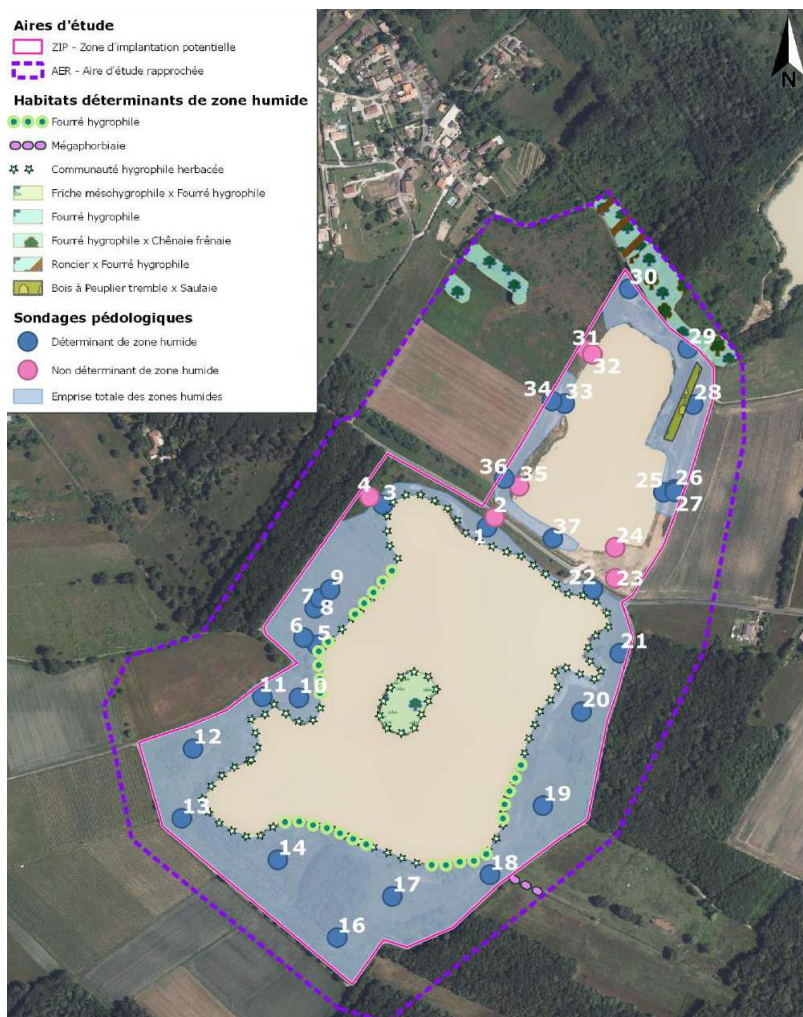 Aires d'étude
ZIP - Zone d'implantation potentielle
AER - Aire d'étude rapprochée
Habitats déterminants de zone humide
Fourré hygrophile
Mégaphorbiaie
Communauté hygrophile herbacée
Friche mésohygrophile x Fourré hygrophile
Fourré hygrophile
Fourré hygrophile x Chênaie frênaie
Roncier x Fourré hygrophile
Bois à Peuplier tremble x Saulaie
Sondages pédologiques
Déterminant de zone humide
Non déterminant de zone humide
Emprise totale des zones humides
N
30
31
29
32
34
33
28
36
35
25
26
27
4
3
2
1
37
24
23
22
9
7
8
6
5
21
11
10
20
12
19
13
14
18
17
16